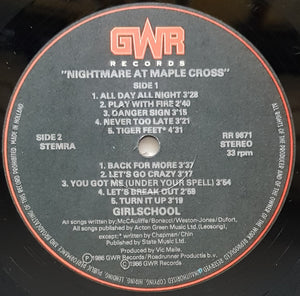 GWR
RECORDS
"NIGHTMARE AT MAPLE CROSS"
SIDE 1
1. ALL DAY ALL NIGHT 3'28
2. PLAY WITH FIRE 2'40
3. DANGER SIGN 3'15
4. NEVER TOO LATE 3'21
5. TIGER FEET* 4'31
SIDE 2
STEMRA
RR 9671
STEREO
33 rpm
1. BACK FOR MORE 3'37
2. LET'S GO CRAZY 3'17
3. YOU GOT ME (UNDER YOUR SPELL) 3'54
4. LET'S BREAK OUT 2'58
5. TURN IT UP 3'19
GIRLSCHOOL
All songs written by: McAuliffe/Bonacci/Weston-Jones/Dufort,
All songs published by: Acton Green Music Ltd. (Leosong),
except * written by: Chapman/Chin
Published by: State Music Ltd.
Produced by: Vic Maile.
℗ 1986 GWR Records/Roadrunner Productions b.v.
© 1986 GWR Records